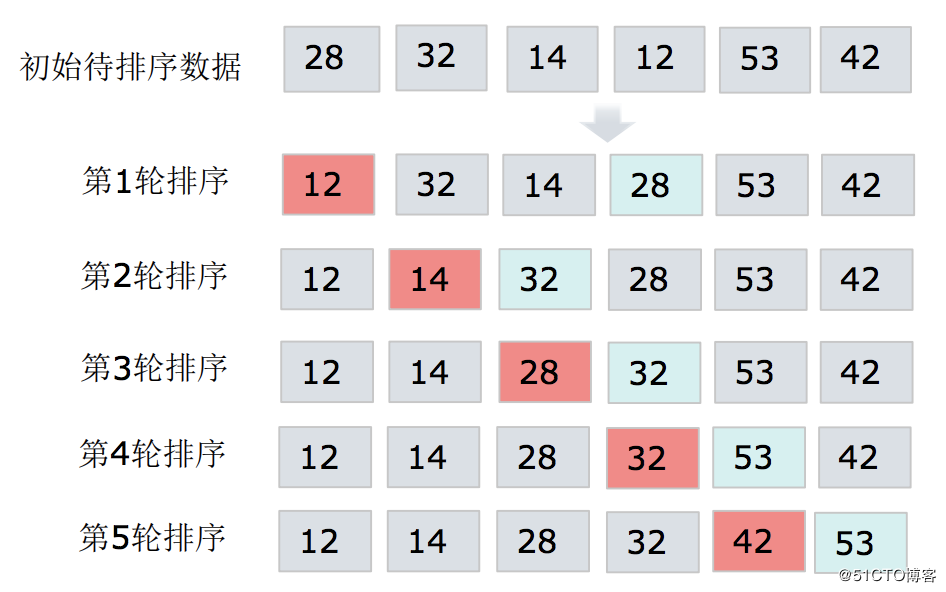 初始待排序数据 28 32 14 12 53 42
第1轮排序 12 32 14 28 53 42
第2轮排序 12 14 32 28 53 42
第3轮排序 12 14 28 32 53 42
第4轮排序 12 14 28 32 53 42
第5轮排序 12 14 28 32 42 53
@51CTO博客